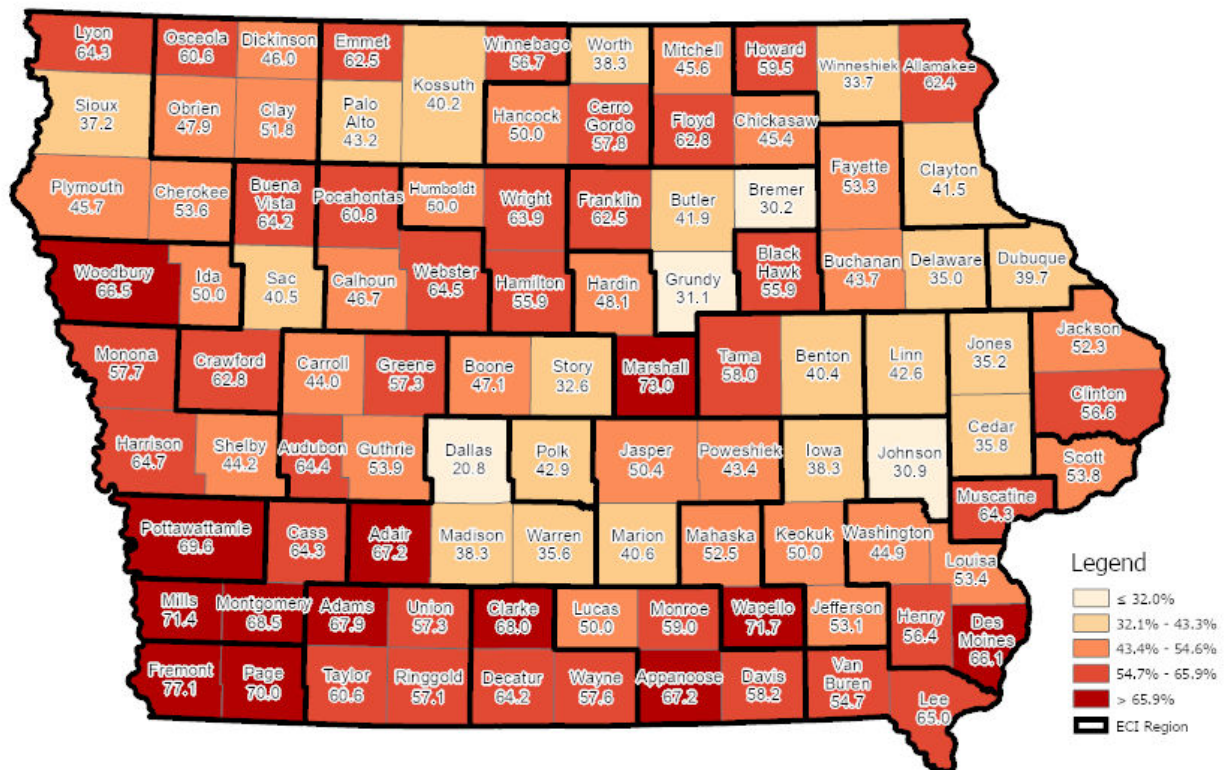 Lyon
64.3
Osceola
60.6
Dickinson
46.0
Emmet
62.5
Kossuth
40.2
Winnebago
56.7
Worth
38.3
Mitchell
45.6
Howard
59.5
Winneshiek
33.7
Allamakee
62.4
Sioux
37.2
Obrien
47.9
Clay
51.8
Palo
Alto
43.2
Hancock
50.0
Cerro
Gordo
57.8
Floyd
62.8
Chickasaw
45.4
Fayette
53.3
Clayton
41.5
Plymouth
45.7
Cherokee
53.6
Buena
Vista
64.2
Pocahontas
60.8
Humboldt
50.0
Wright
63.9
Franklin
62.5
Butler
41.9
Bremer
30.2
Woodbury
66.5
Ida
50.0
Sac
40.5
Calhoun
46.7
Webster
64.5
Hamilton
55.9
Hardin
48.1
Grundy
31.1
Black
Hawk
55.9
Buchanan
43.7
Delaware
35.0
Dubuque
39.7
Monona
57.7
Crawford
62.8
Carroll
44.0
Greene
57.3
Boone
47.1
Story
32.6
Marshall
73.0
Tama
58.0
Benton
40.4
Linn
42.6
Jones
35.2
Jackson
52.3
Clinton
56.6
Harrison
64.7
Shelby
44.2
Audubon
64.4
Guthrie
53.9
Dallas
20.8
Polk
42.9
Jasper
50.4
Poweshiek
43.4
Iowa
38.3
Johnson
30.9
Cedar
35.8
Scott
53.8
Muscatine
64.3
Pottawattamie
69.6
Cass
64.3
Adair
67.2
Madison
38.3
Warren
35.6
Marion
40.6
Mahaska
52.5
Keokuk
50.0
Washington
44.9
Louisa
53.4
Mills
71.4
Montgomery
68.5
Adams
67.9
Union
57.3
Clarke
68.0
Lucas
50.0
Monroe
59.0
Wapello
71.7
Jefferson
53.1
Henry
56.4
Des
Moines
66.1
Fremont
77.1
Page
70.0
Taylor
60.6
Ringgold
57.1
Decatur
64.2
Wayne
57.6
Appanoose
67.2
Davis
58.2
Van
Buren
54.7
Lee
65.0
Legend
≤ 32.0%
32.1% - 43.3%
43.4% - 54.6%
54.7% - 65.9%
> 65.9%
ECI Region